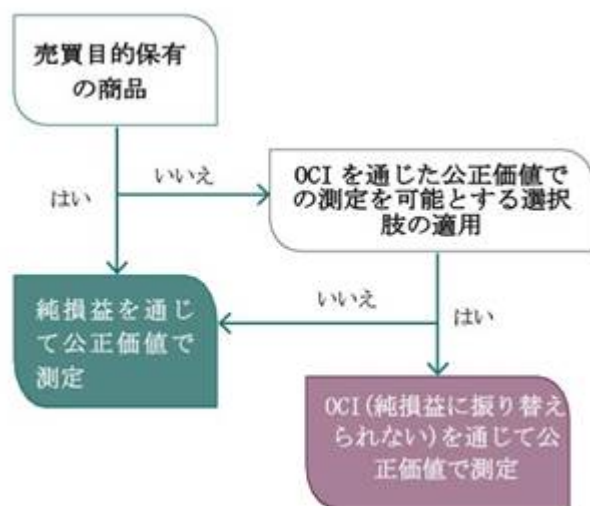 売買目的保有
の商品
はい
いいえ
OCI を通じた公正価値で
の測定を可能とする選択
肢の適用
純損益を通じ
て公正価値で
測定
いいえ
はい
OCI(純損益に振り替え
られない)を通じて公
正価値で測定